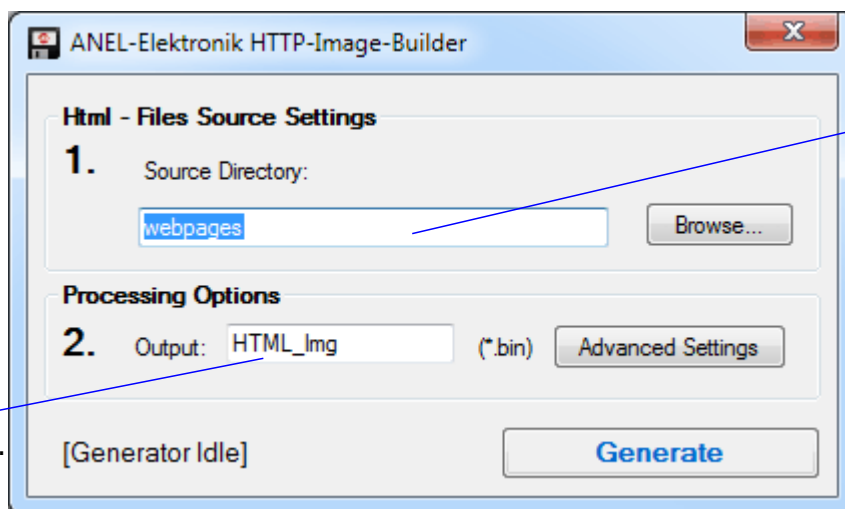 ANEL-Elektronik HTTP-Image-Builder
Html - Files Source Settings
1. Source Directory:
webpages Browse...
Processing Options
2. Output: HTML_Img (*.bin) Advanced Settings
[Generator Idle] Generate